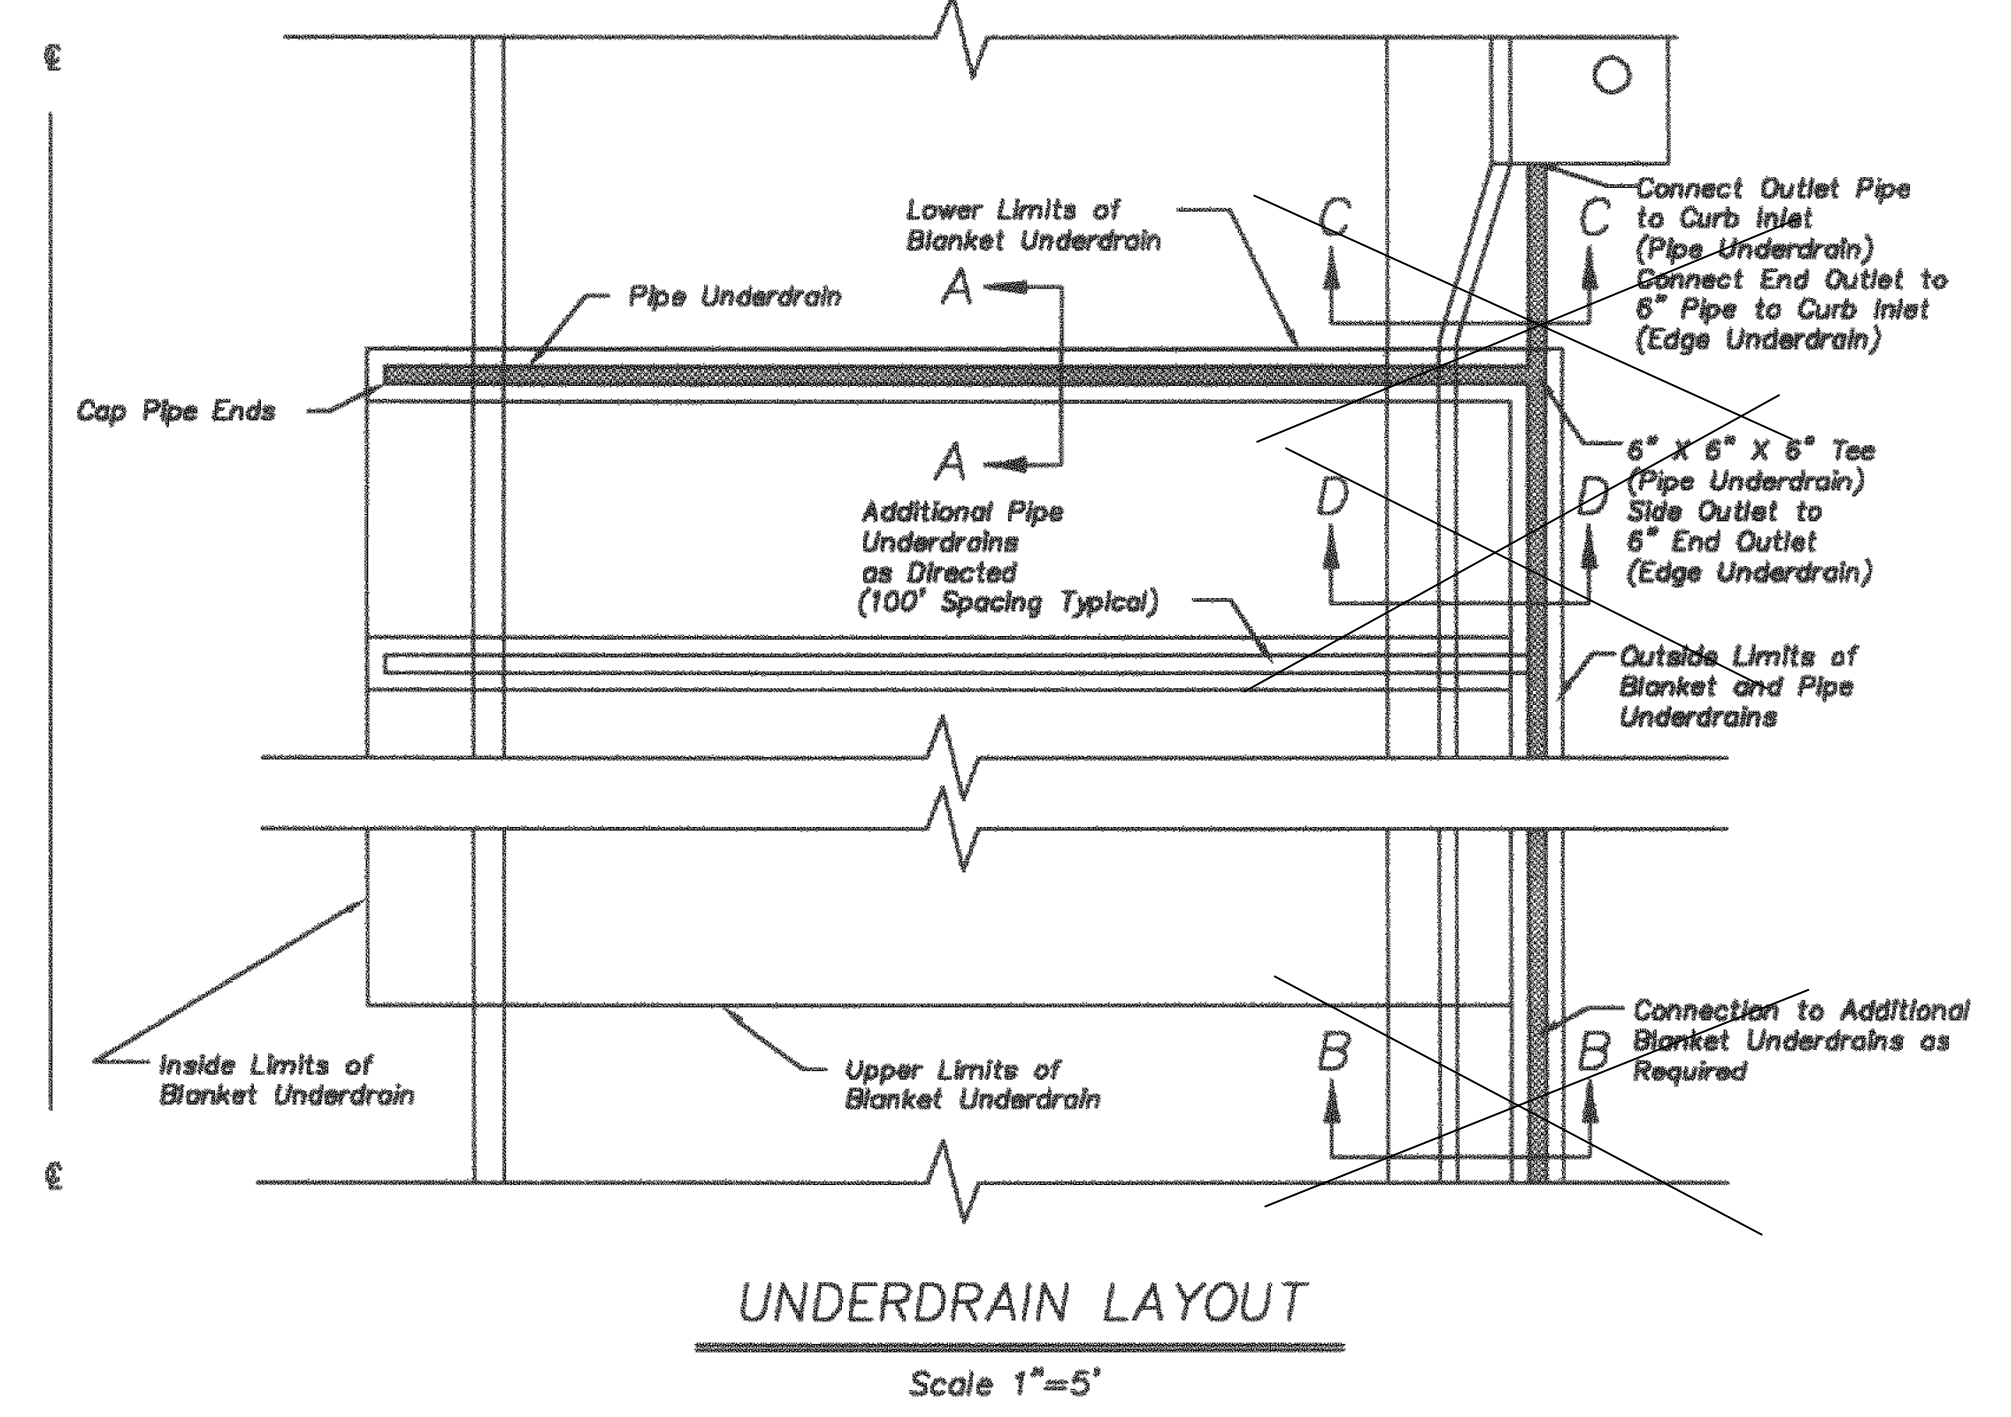 ℄
Connect Outlet Pipe
to Curb Inlet
(Pipe Underdrain)
Connect End Outlet to
6" Pipe to Curb Inlet
(Edge Underdrain)
C
C
Lower Limits of
Blanket Underdrain
A
Pipe Underdrain
Cap Pipe Ends
A
6" X 6" X 6" Tee
(Pipe Underdrain)
Side Outlet to
6" End Outlet
(Edge Underdrain)
D
D
Additional Pipe
Underdrains
as Directed
(100' Spacing Typical)
Outside Limits of
Blanket and Pipe
Underdrains
Connection to Additional
Blanket Underdrains as
Required
B
B
Inside Limits of
Blanket Underdrain
Upper Limits of
Blanket Underdrain
℄
UNDERDRAIN LAYOUT
Scale 1"=5'